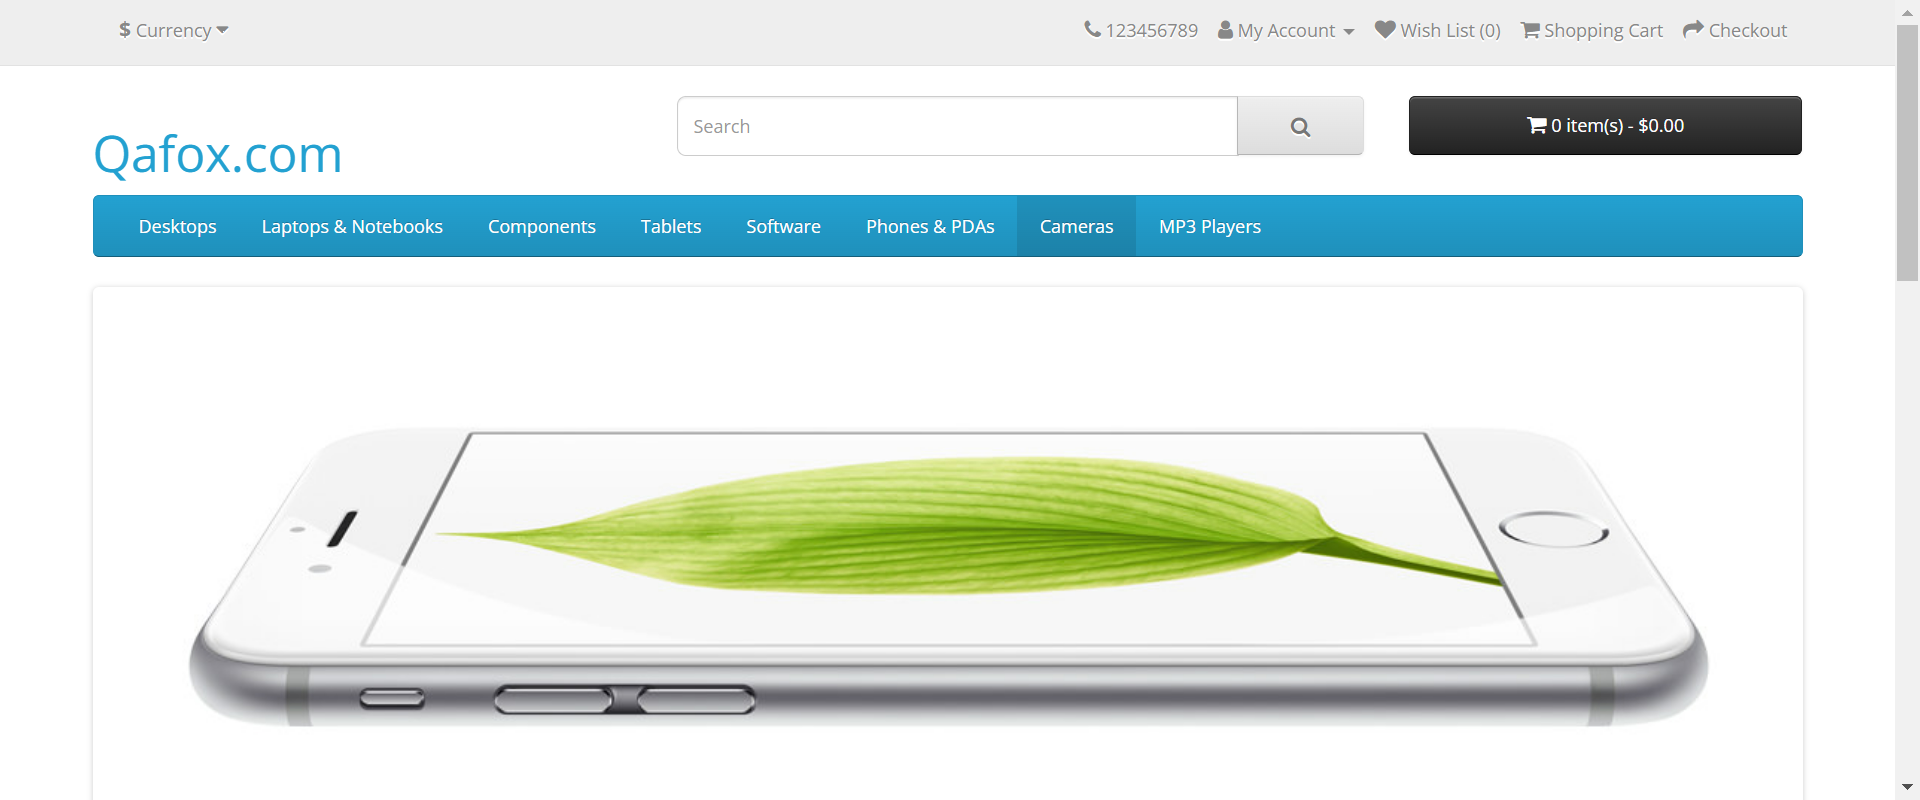 $ Currency
123456789 My Account Wish List (0) Shopping Cart Checkout
Qafox.com
Search
0 item(s) - $0.00
Desktops Laptops & Notebooks Components Tablets Software Phones & PDAs Cameras MP3 Players